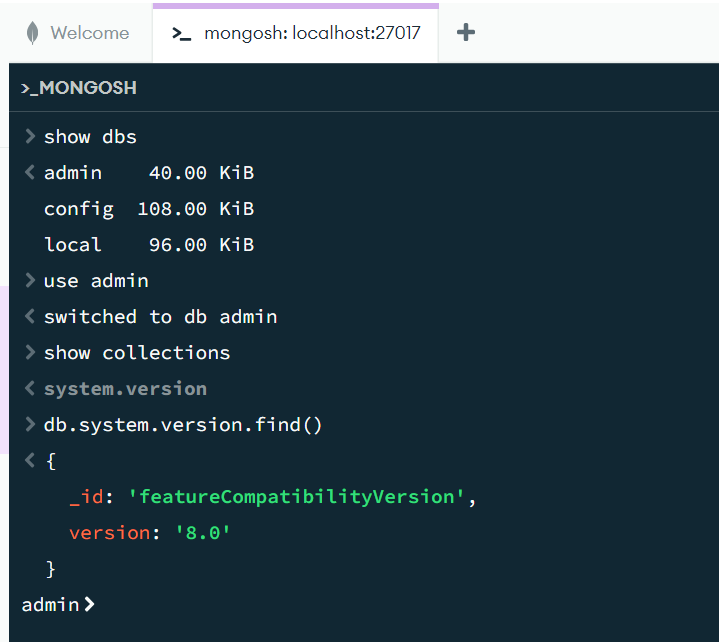 Welcome
>_ mongosh: localhost:27017 +
>_MONGOSH
> show dbs
< admin    40.00 KiB
config  108.00 KiB
local    96.00 KiB
> use admin
< switched to db admin
> show collections
< system.version
> db.system.version.find()
< {
_id: 'featureCompatibilityVersion',
version: '8.0'
}
admin>